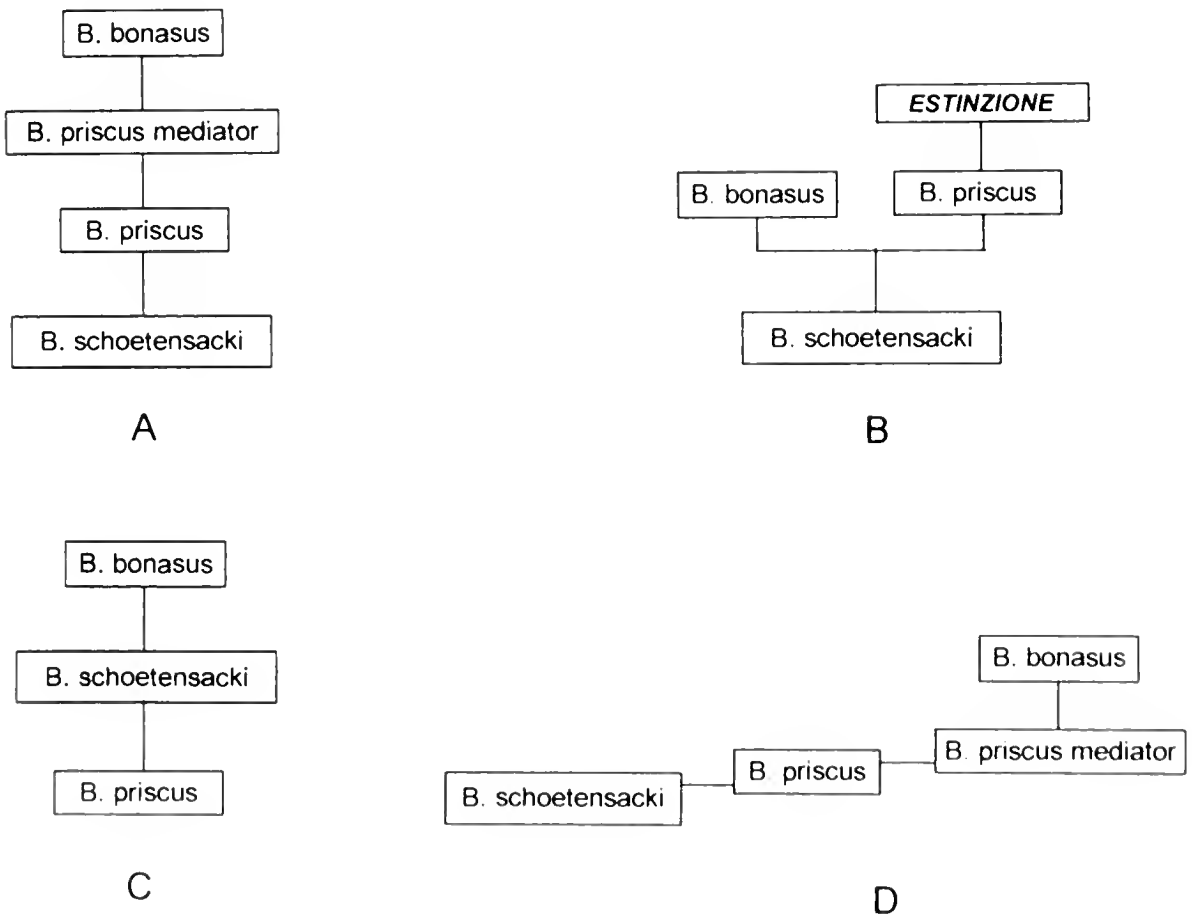 B. bonasus
B. priscus mediator
B. priscus
B. schoetensacki
A
ESTINZIONE
B. bonasus
B. priscus
B. schoetensacki
B
B. bonasus
B. schoetensacki
B. priscus
C
B. bonasus
B. priscus mediator
B. priscus
B. schoetensacki
D